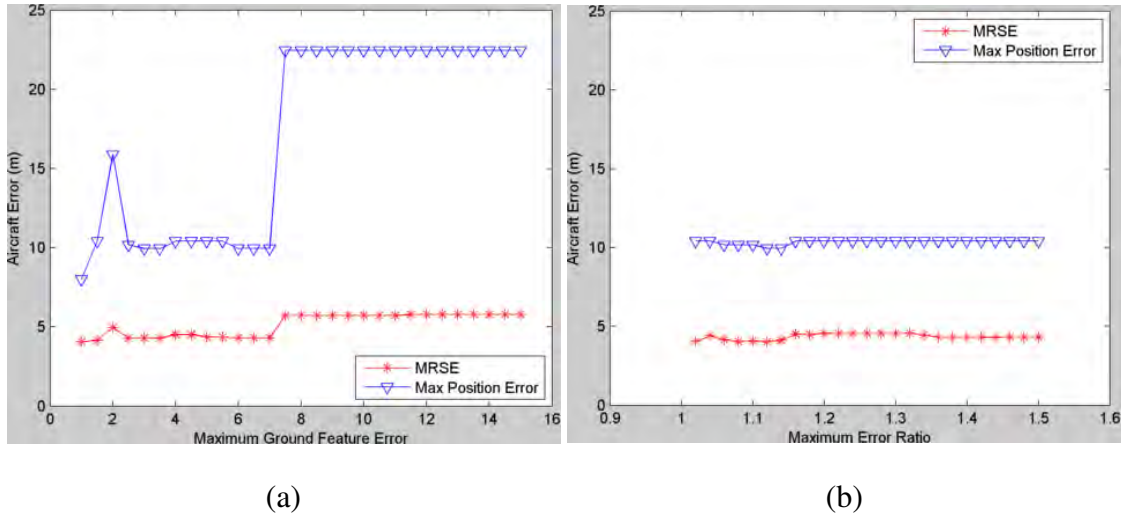 25
20
15
10
5
0
Aircraft Error (m)
0 2 4 6 8 10 12 14 16
Maximum Ground Feature Error
MRSE
Max Position Error
(a)
25
20
15
10
5
0
Aircraft Error (m)
0.9 1 1.1 1.2 1.3 1.4 1.5 1.6
Maximum Error Ratio
MRSE
Max Position Error
(b)